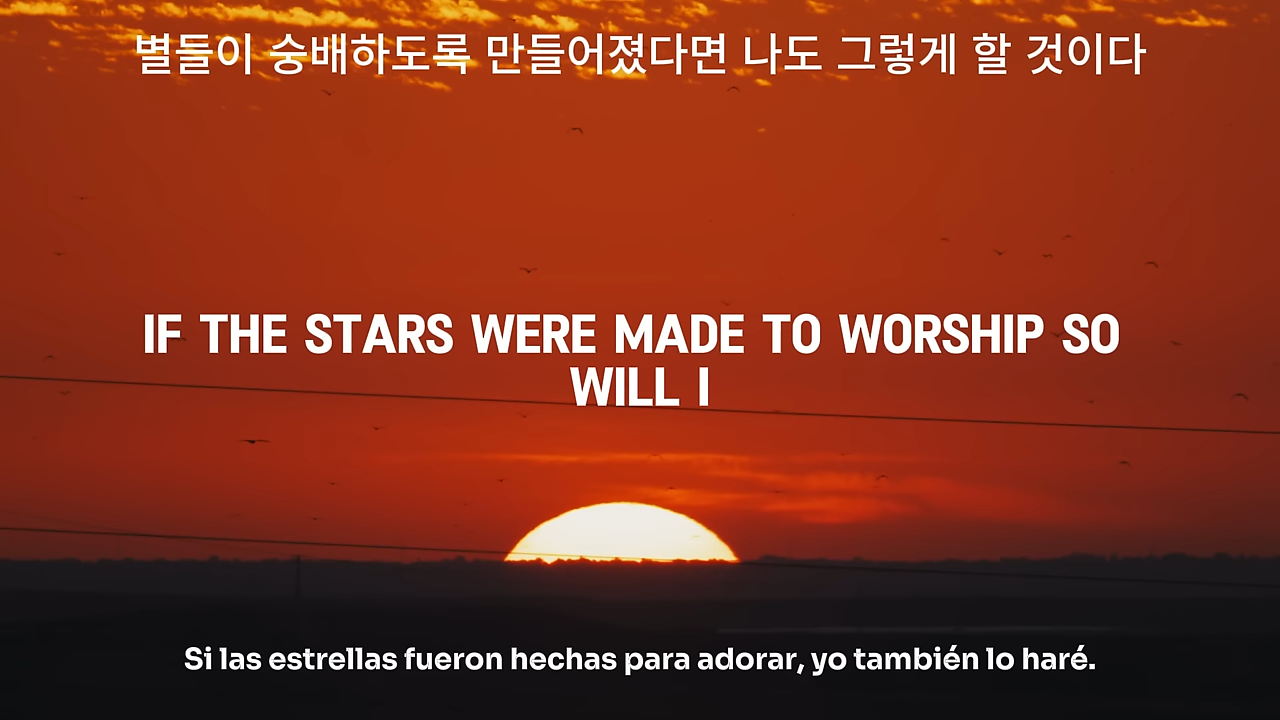 별들이 숭배하도록 만들어졌다면 나도 그렇게 할 것이다
IF THE STARS WERE MADE TO WORSHIP SO
WILL I
Si las estrellas fueron hechas para adorar, yo también lo haré.